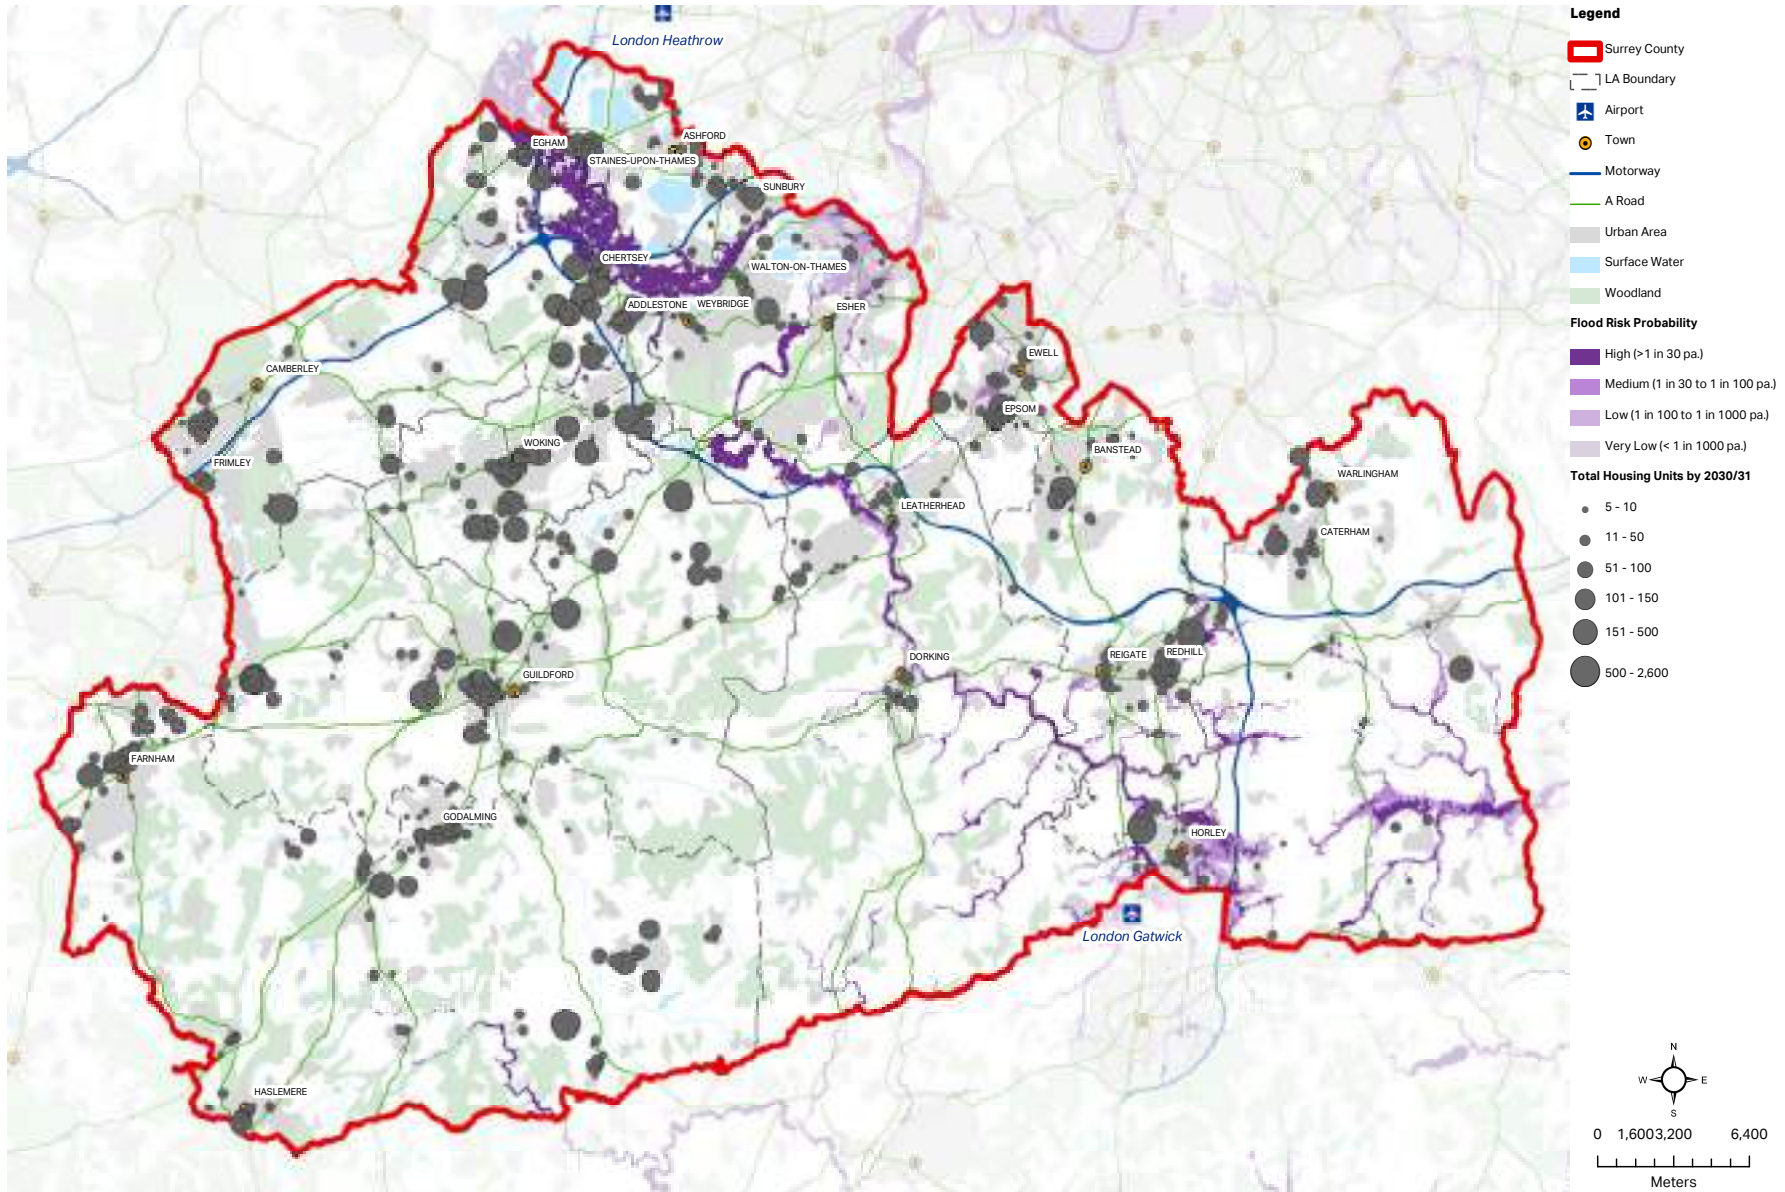 London Heathrow
EGHAM
ASHFORD
STAINES-UPON-THAMES
SUNBURY
CHERTSEY
WALTON-ON-THAMES
ADDLESTONE
WEYBRIDGE
ESHER
CAMBERLEY
EWELL
EPSOM
WOKING
BANSTEAD
FRIMLEY
WARLINGHAM
LEATHERHEAD
CATERHAM
DORKING
REIGATE
REDHILL
GUILDFORD
FARNHAM
GODALMING
HORLEY
London Gatwick
HASLEMERE
Legend
Surrey County
LA Boundary
Airport
Town
Motorway
A Road
Urban Area
Surface Water
Woodland
Flood Risk Probability
High (>1 in 30 pa.)
Medium (1 in 30 to 1 in 100 pa.)
Low (1 in 100 to 1 in 1000 pa.)
Very Low (< 1 in 1000 pa.)
Total Housing Units by 2030/31
5 - 10
11 - 50
51 - 100
101 - 150
151 - 500
500 - 2,600
N
W E
S
0 1,600 3,200 6,400
Meters